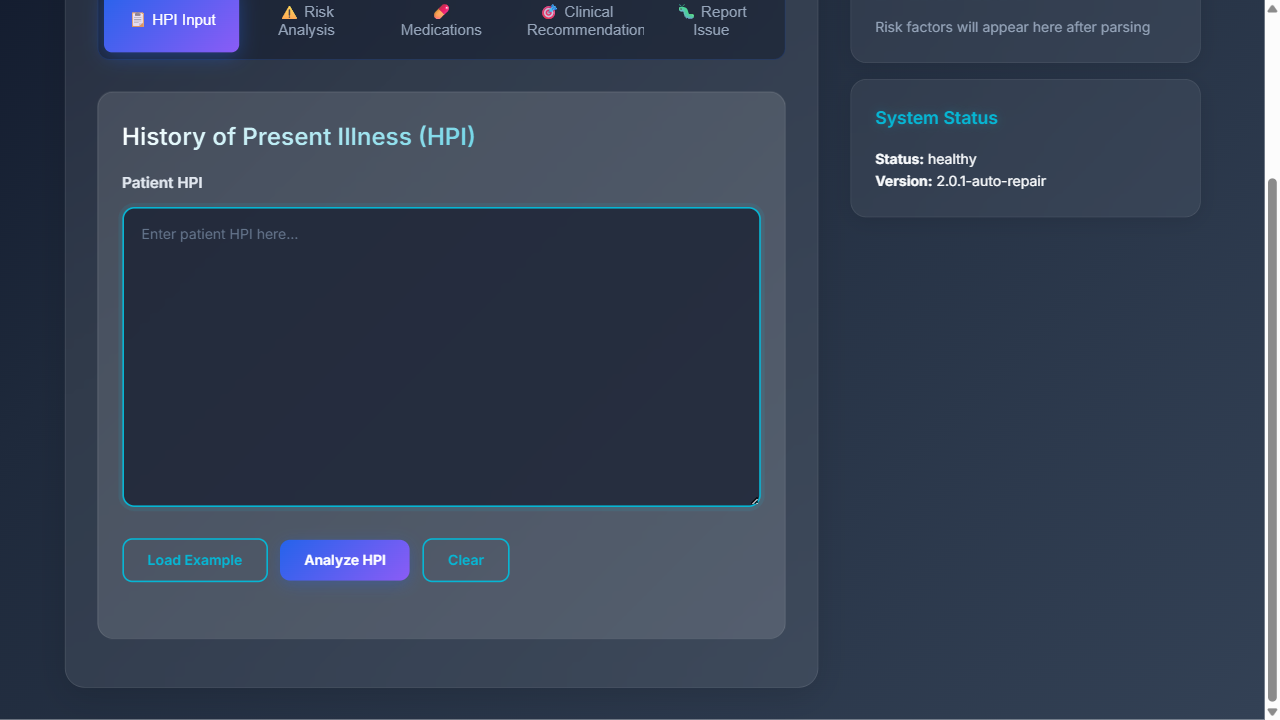 HPI Input
Risk
Analysis
Medications
Clinical
Recommendation
Report
Issue
History of Present Illness (HPI)
Patient HPI
Enter patient HPI here...
Load Example
Analyze HPI
Clear
Risk factors will appear here after parsing
System Status
Status: healthy
Version: 2.0.1-auto-repair